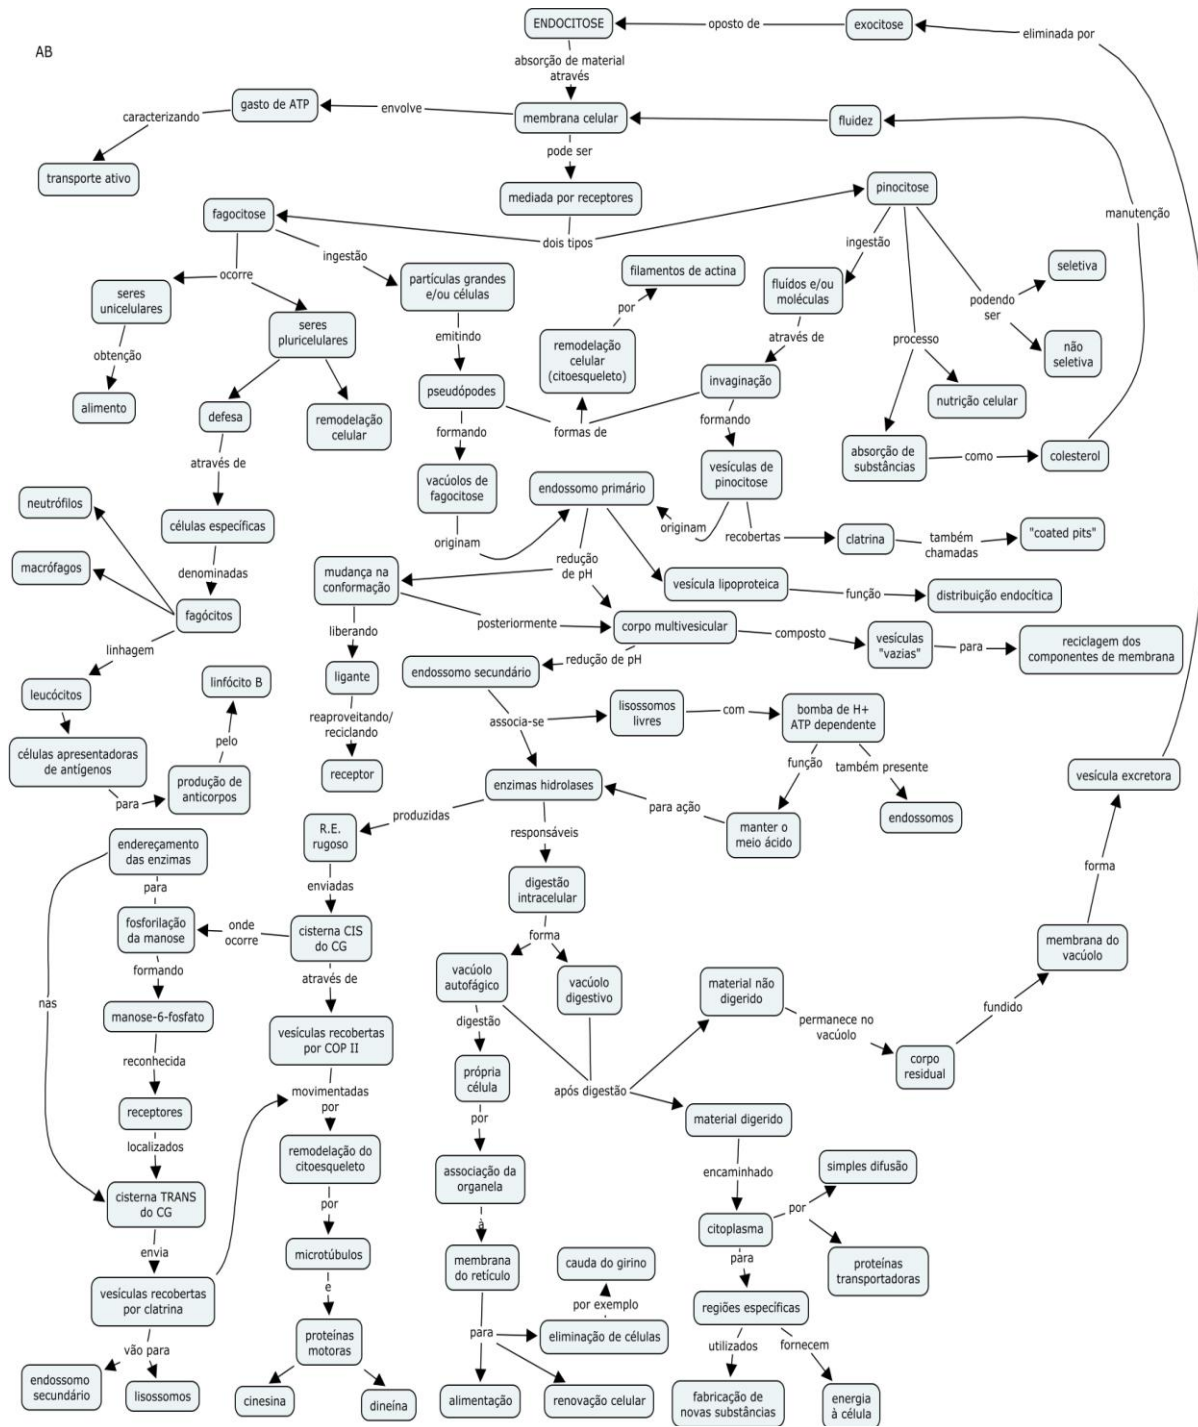 ENDOCITOSE
oposto de
exocitose
eliminada por
AB
absorção de material
através
gasto de ATP
envolve
caracterizando
membrana celular
fluidez
pode ser
transporte ativo
mediada por receptores
pinocitose
manutenção
fagocitose
dois tipos
ingestão
ingestão
ocorre
filamentos de actina
seletiva
partículas grandes
e/ou células
fluídos e/ou
moléculas
seres
unicelulares
podendo
ser
por
seres
pluricelulares
emitindo
através de
processo
remodelação
celular
(citoesqueleto)
não
seletiva
obtenção
pseudópodes
invaginação
alimento
defesa
remodelação
celular
nutrição celular
formando
formas de
formando
absorção de
substâncias
como
colesterol
através de
vacúolos de
fagocitose
endossomo primário
vesículas de
pinocitose
neutrófilos
células específicas
originam
originam
recobertas
clatrina
também
chamadas
"coated pits"
macrófagos
denominadas
mudança na
conformação
redução
de pH
vesícula lipoproteica
função
distribuição endocítica
fagócitos
liberando
posteriormente
corpo multivesicular
composto
vesículas
"vazias"
para
reciclagem dos
componentes de membrana
linhagem
redução de pH
ligante
endossomo secundário
leucócitos
linfócito B
reaproveitando/
reciclando
associa-se
lisossomos
livres
com
bomba de H+
ATP dependente
células apresentadoras
de antígenos
pelo
receptor
função
também presente
vesícula excretora
para
produção de
anticorpos
enzimas hidrolases
para ação
manter o
meio ácido
endossomos
produzidas
R.E.
rugoso
responsáveis
endereçamento
das enzimas
forma
para
enviadas
digestão
intracelular
fosforilação
da manose
onde
ocorre
cisterna CIS
do CG
forma
membrana do
vacúolo
formando
através de
vacúolo
autofágico
vacúolo
digestivo
material não
digerido
nas
manose-6-fosfato
vesículas recobertas
por COP II
digestão
permanece no
vacúolo
fundido
reconhecida
própria
célula
corpo
residual
movimentadas
por
após digestão
receptores
por
material digerido
localizados
remodelação do
citoesqueleto
associação da
organela
encaminhado
simples difusão
cisterna TRANS
do CG
por
à
citoplasma
por
envia
microtúbulos
membrana
do retículo
cauda do girino
para
proteínas
transportadoras
vesículas recobertas
por clatrina
e
por exemplo
regiões específicas
vão para
proteínas
motoras
para
eliminação de células
utilizados
fornecem
endossomo
secundário
lisossomos
cinesina
dineína
alimentação
renovação celular
fabricação de
novas substâncias
energia
à célula